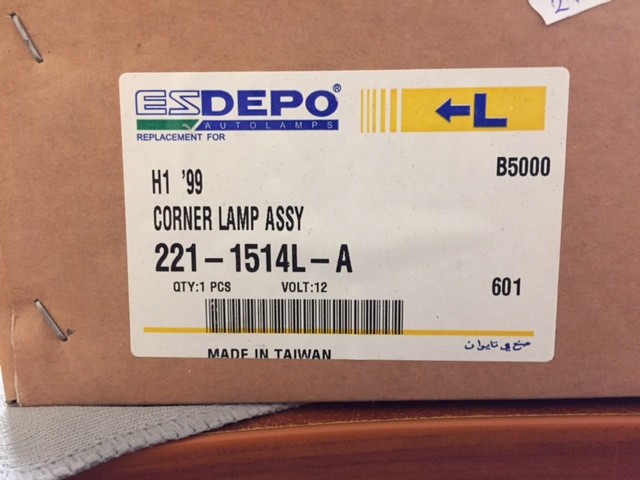 ESDEPO®
AUTOLAMPS
REPLACEMENT FOR
←L
B5000
H1 '99
CORNER LAMP ASSY
221-1514L-A
QTY:1 PCS VOLT:12
601
MADE IN TAIWAN
صنع في تايوان